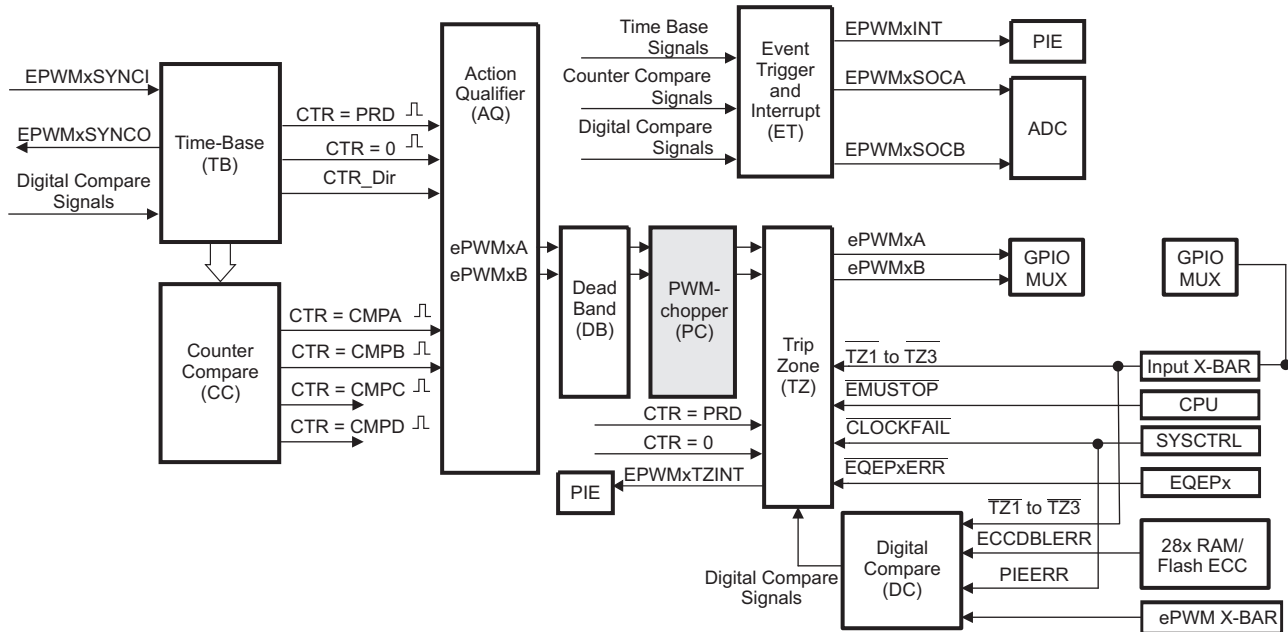 EPWMxSYNCI
EPWMxSYNCO
Digital Compare
Signals
Time-Base
(TB)
CTR = PRD
CTR = 0
CTR_Dir
Action
Qualifier
(AQ)
ePWMxA
ePWMxB
Counter
Compare
(CC)
CTR = CMPA
CTR = CMPB
CTR = CMPC
CTR = CMPD
Time Base
Signals
Counter Compare
Signals
Digital Compare
Signals
Event
Trigger
and
Interrupt
(ET)
EPWMxINT
EPWMxSOCA
EPWMxSOCB
PIE
ADC
Dead
Band
(DB)
PWM-
chopper
(PC)
CTR = PRD
CTR = 0
EPWMxTZINT
PIE
Trip
Zone
(TZ)
ePWMxA
ePWMxB
GPIO
MUX
GPIO
MUX
TZ1 to TZ3
EMUSTOP
CLOCKFAIL
EQEPxERR
Input X-BAR
CPU
SYSCTRL
EQEPx
Digital Compare
Signals
Digital
Compare
(DC)
TZ1 to TZ3
ECCDBLERR
PIEERR
28x RAM/
Flash ECC
ePWM X-BAR